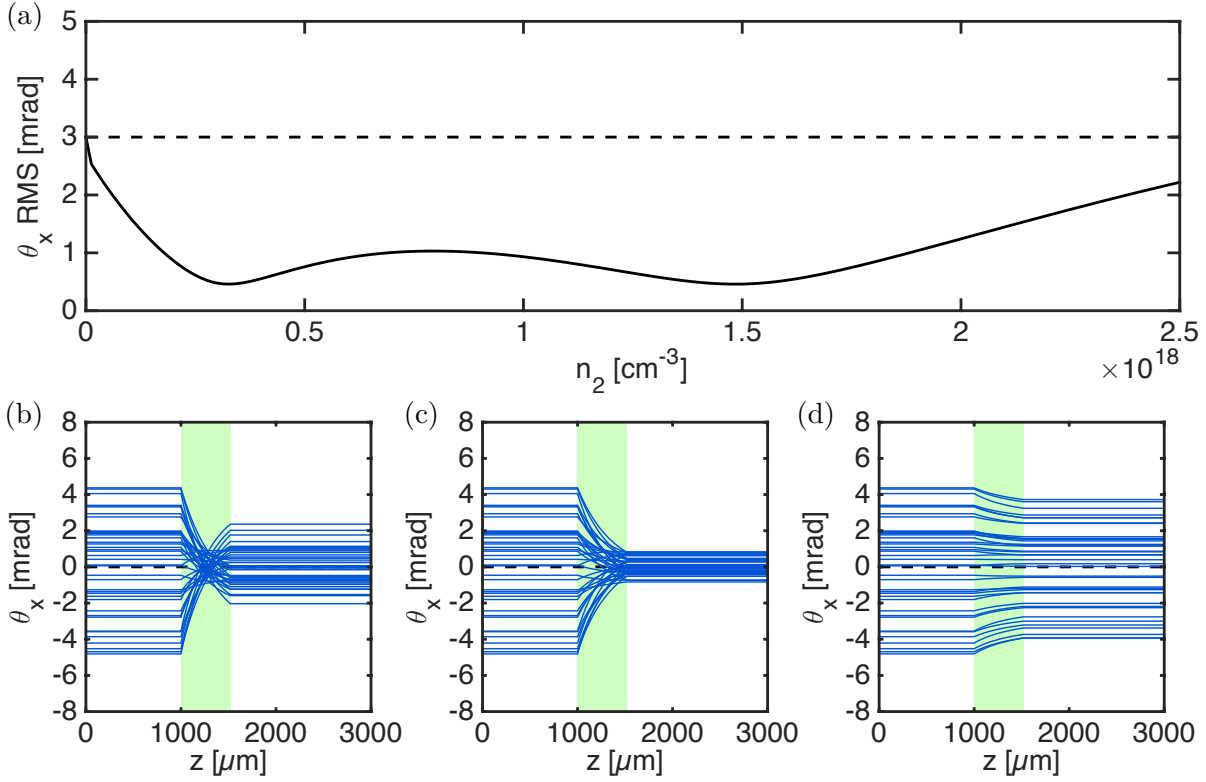 (a)
5
4
3
2
1
0
θx RMS [mrad]
0 0.5 1 1.5 2 2.5
n2 [cm-3]
×10^18
(b) (c) (d)
8
6
4
2
0
-2
-4
-6
-8
θx [mrad]
0 1000 2000 3000
z [μm]
8
6
4
2
0
-2
-4
-6
-8
θx [mrad]
0 1000 2000 3000
z [μm]
8
6
4
2
0
-2
-4
-6
-8
θx [mrad]
0 1000 2000 3000
z [μm]